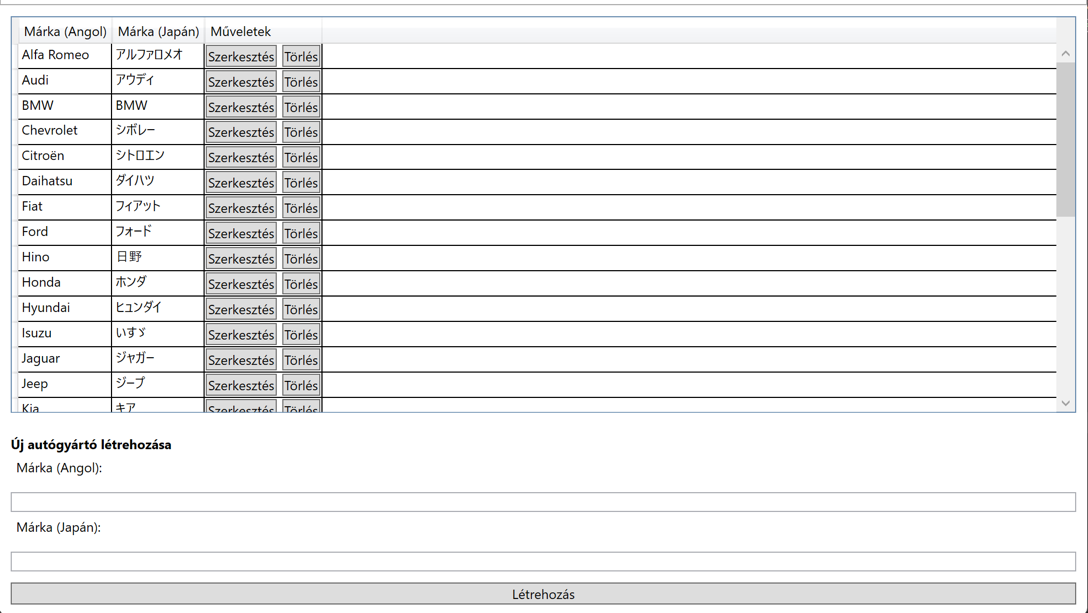 Márka (Angol) Márka (Japán) Műveletek
Alfa Romeo アルファロメオ Szerkesztés Törlés
Audi アウディ Szerkesztés Törlés
BMW BMW Szerkesztés Törlés
Chevrolet シボレー Szerkesztés Törlés
Citroën シトロエン Szerkesztés Törlés
Daihatsu ダイハツ Szerkesztés Törlés
Fiat フィアット Szerkesztés Törlés
Ford フォード Szerkesztés Törlés
Hino 日野 Szerkesztés Törlés
Honda ホンダ Szerkesztés Törlés
Hyundai ヒュンダイ Szerkesztés Törlés
Isuzu いすゞ Szerkesztés Törlés
Jaguar ジャガー Szerkesztés Törlés
Jeep ジープ Szerkesztés Törlés
Kia キア Szerkesztés Törlés
Új autógyártó létrehozása
Márka (Angol):
Márka (Japán):
Létrehozás